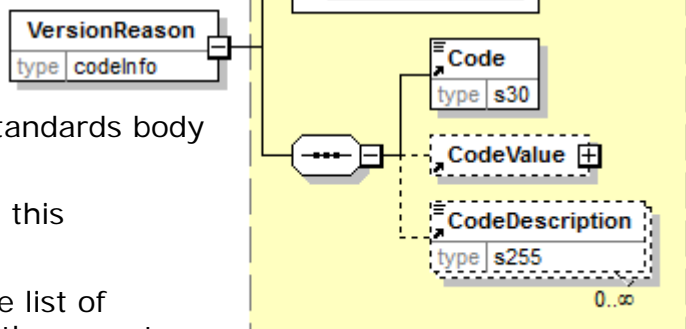 VersionReason
type codeInfo
Code
type s30
CodeValue
CodeDescription
type s255
0..∞
tandards body
this
e list of